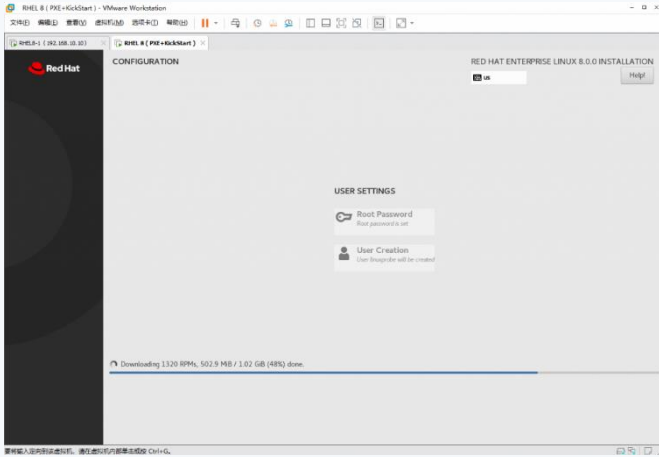 RHEL 8 ( PXE+KickStart ) - VMware Workstation
文件(F) 编辑(E) 查看(V) 虚拟机(M) 选项卡(T) 帮助(H)
RHEL8-1 ( 192.168.10.10)
RHEL 8 ( PXE+KickStart )
Red Hat
CONFIGURATION
RED HAT ENTERPRISE LINUX 8.0.0 INSTALLATION
us
Help!
USER SETTINGS
Root Password
Root password is set
User Creation
User linuxprobe will be created
Downloading 1320 RPMs, 502.9 MiB / 1.02 GiB (48%) done.
要将输入定向到该虚拟机，请在虚拟机内部单击或按 Ctrl+G。